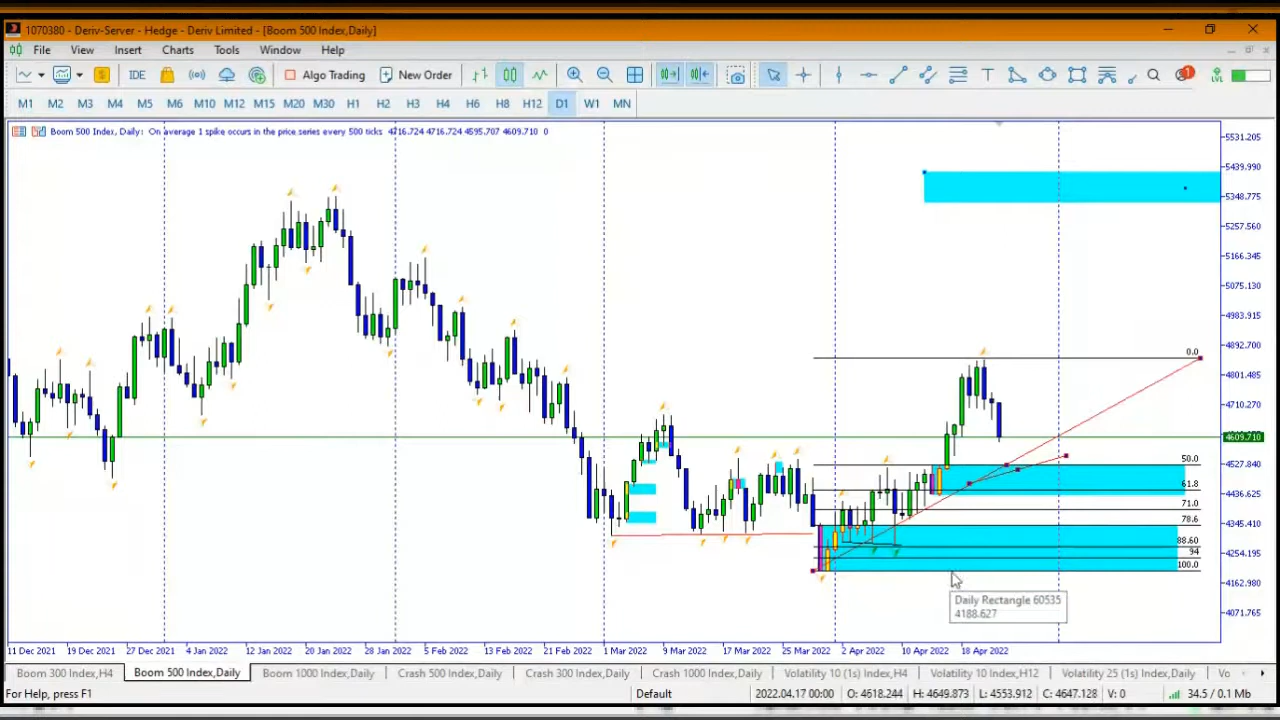 1070380 - Deriv-Server - Hedge - Deriv Limited - [Boom 500 Index,Daily]
File View Insert Charts Tools Window Help
IDE Algo Trading New Order 1 LVL
M1 M2 M3 M4 M5 M6 M10 M12 M15 M20 M30 H1 H2 H3 H4 H6 H8 H12 D1 W1 MN
Boom 500 Index, Daily: On average 1 spike occurs in the price series every 500 ticks 4716.724 4716.724 4595.707 4609.710 0
5531.205
5439.990
5348.775
5257.560
5166.345
5075.130
4983.915
4892.700
0.0
4801.485
4710.270
4609.710
50.0
4527.840
61.8
4436.625
71.0
78.6
4345.410
88.60
94
4254.195
100.0
4162.980
Daily Rectangle 60535
4188.627
4071.765
11 Dec 2021 19 Dec 2021 27 Dec 2021 4 Jan 2022 12 Jan 2022 20 Jan 2022 28 Jan 2022 5 Feb 2022 13 Feb 2022 21 Feb 2022 1 Mar 2022 9 Mar 2022 17 Mar 2022 25 Mar 2022 2 Apr 2022 10 Apr 2022 18 Apr 2022
Boom 300 Index,H4 Boom 500 Index,Daily Boom 1000 Index,Daily Crash 500 Index,Daily Crash 300 Index,Daily Crash 1000 Index,Daily Volatility 10 (1s) Index,H4 Volatility 10 Index,H12 Volatility 25 (1s) Index,Daily Vo
For Help, press F1 Default 2022.04.17 00:00 O: 4618.244 H: 4649.873 L: 4553.912 C: 4647.128 V: 0 34.5 / 0.1 Mb